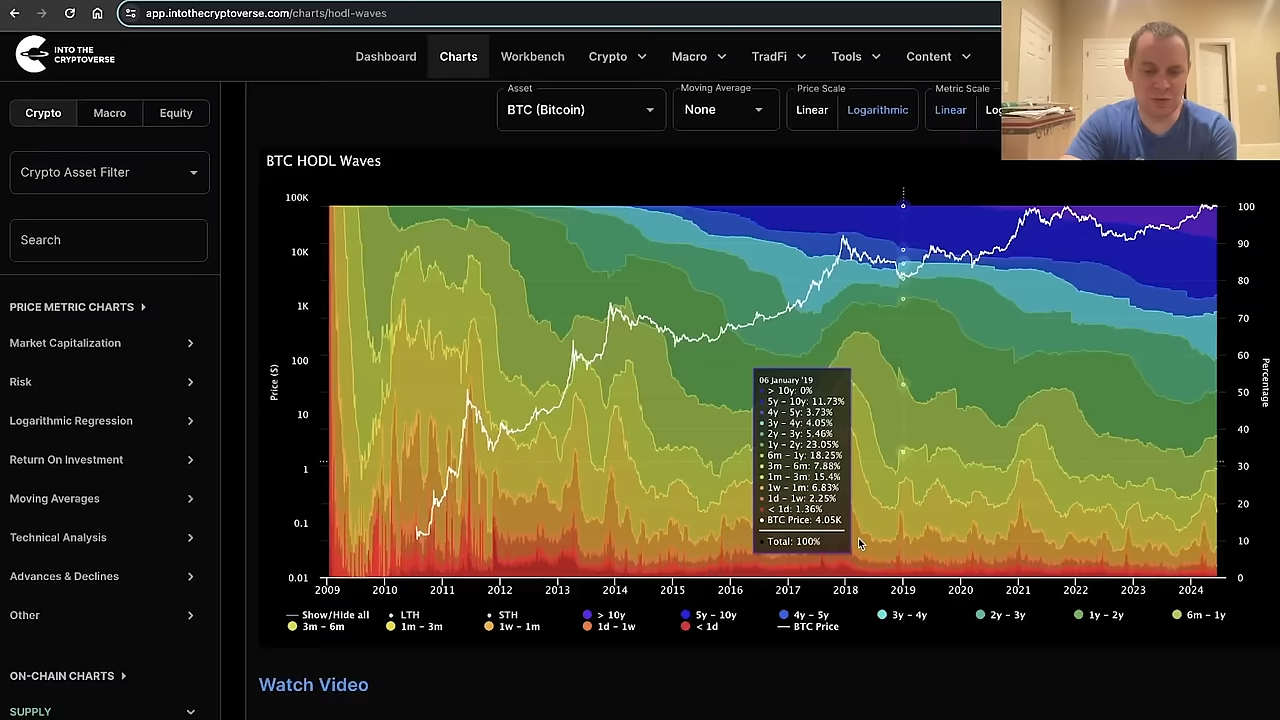 app.intothecryptoverse.com/charts/hodl-waves
INTO THE
CRYPTOVERSE
Dashboard
Charts
Workbench
Crypto
Macro
TradFi
Tools
Content
Crypto
Macro
Equity
Crypto Asset Filter
Search
PRICE METRIC CHARTS
Market Capitalization
Risk
Logarithmic Regression
Return On Investment
Moving Averages
Technical Analysis
Advances & Declines
Other
ON-CHAIN CHARTS
SUPPLY
Asset
BTC (Bitcoin)
Moving Average
None
Price Scale
Linear
Logarithmic
Metric Scale
Linear
BTC HODL Waves
100K
10K
1K
100
10
1
0.1
0.01
Price ($)
100
90
80
70
60
50
40
30
20
10
0
Percentage
06 January '19
> 10y: 0%
5y - 10y: 11.73%
4y - 5y: 3.73%
3y - 4y: 4.05%
2y - 3y: 5.46%
1y - 2y: 23.05%
6m - 1y: 18.25%
3m - 6m: 7.88%
1m - 3m: 15.4%
1w - 1m: 6.83%
1d - 1w: 2.25%
< 1d: 1.36%
BTC Price: 4.05K
Total: 100%
2009 2010 2011 2012 2013 2014 2015 2016 2017 2018 2019 2020 2021 2022 2023 2024
Show/Hide all LTH STH > 10y 5y - 10y 4y - 5y 3y - 4y 2y - 3y 1y - 2y 6m - 1y
3m - 6m 1m - 3m 1w - 1m 1d - 1w < 1d BTC Price
Watch Video